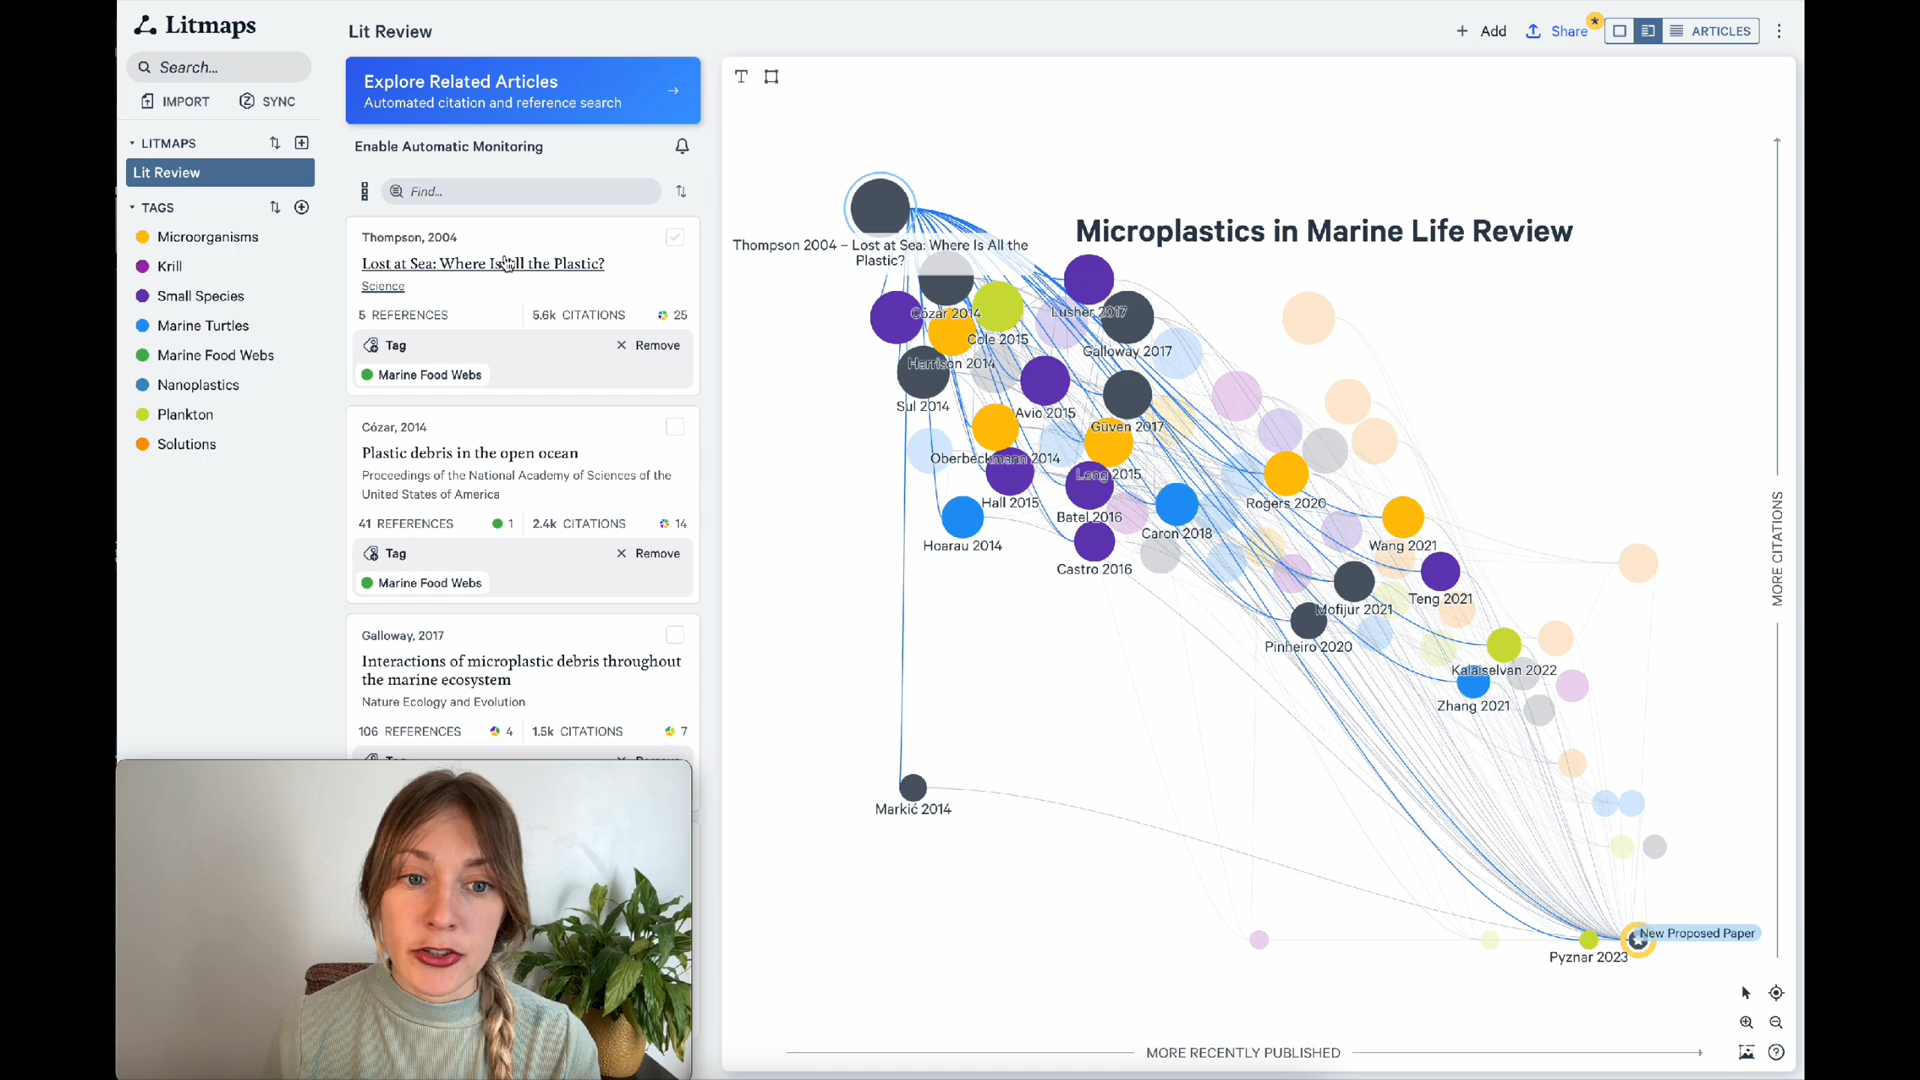 Litmaps
Search...
IMPORT
SYNC
LITMAPS
Lit Review
TAGS
Microorganisms
Krill
Small Species
Marine Turtles
Marine Food Webs
Nanoplastics
Plankton
Solutions
Lit Review
Explore Related Articles
Automated citation and reference search
Enable Automatic Monitoring
Find...
Thompson, 2004
Lost at Sea: Where Is All the Plastic?
Science
5 REFERENCES
5.6k CITATIONS
25
Tag
Remove
Marine Food Webs
Cózar, 2014
Plastic debris in the open ocean
Proceedings of the National Academy of Sciences of the
United States of America
41 REFERENCES
1
2.4k CITATIONS
14
Tag
Remove
Marine Food Webs
Galloway, 2017
Interactions of microplastic debris throughout
the marine ecosystem
Nature Ecology and Evolution
106 REFERENCES
4
1.5k CITATIONS
7
Add
Share
ARTICLES
Microplastics in Marine Life Review
Thompson 2004 – Lost at Sea: Where Is All the
Plastic?
Cózar 2014
Lusher 2017
Cole 2015
Galloway 2017
Harrison 2014
Sul 2014
Avio 2015
Güven 2017
Oberbeckmann 2014
Long 2015
Hall 2015
Batel 2016
Rogers 2020
Caron 2018
Hoarau 2014
Wang 2021
Castro 2016
Teng 2021
Mofijur 2021
Pinheiro 2020
Kalaiselvan 2022
Zhang 2021
Markić 2014
New Proposed Paper
Pyznar 2023
MORE CITATIONS
MORE RECENTLY PUBLISHED